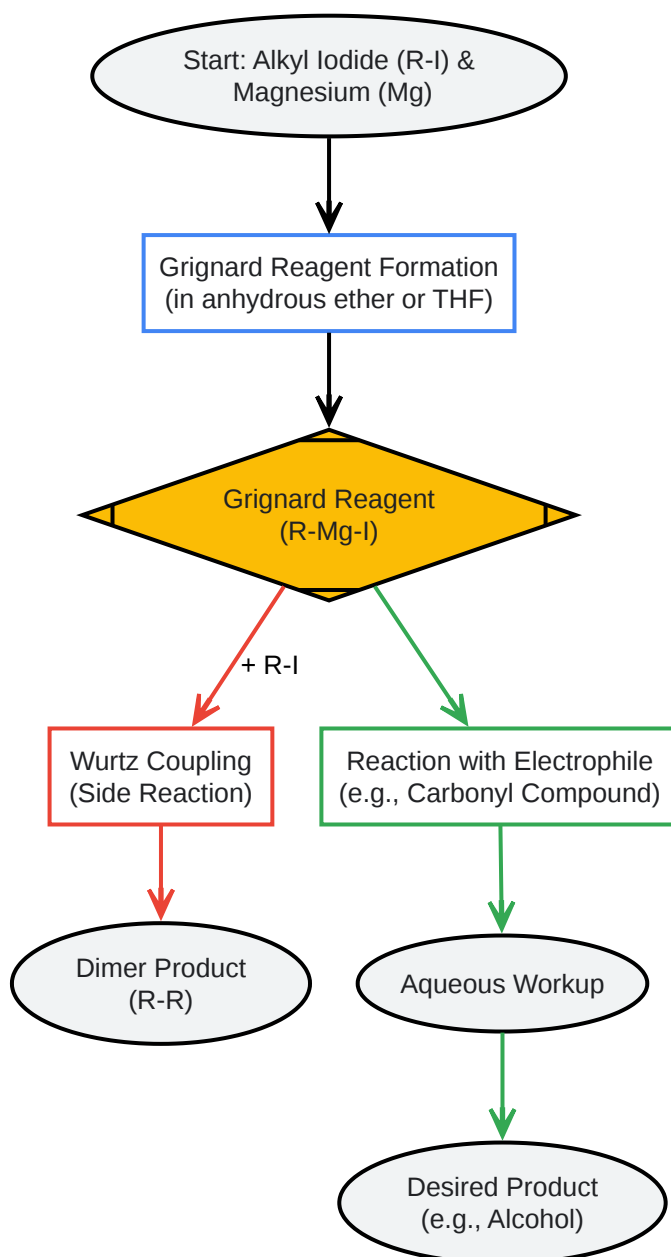 Start: Alkyl Iodide (R-I) &
Magnesium (Mg)
Grignard Reagent Formation
(in anhydrous ether or THF)
Grignard Reagent
(R-Mg-I)
+ R-I
Wurtz Coupling
(Side Reaction)
Reaction with Electrophile
(e.g., Carbonyl Compound)
Dimer Product
(R-R)
Aqueous Workup
Desired Product
(e.g., Alcohol)